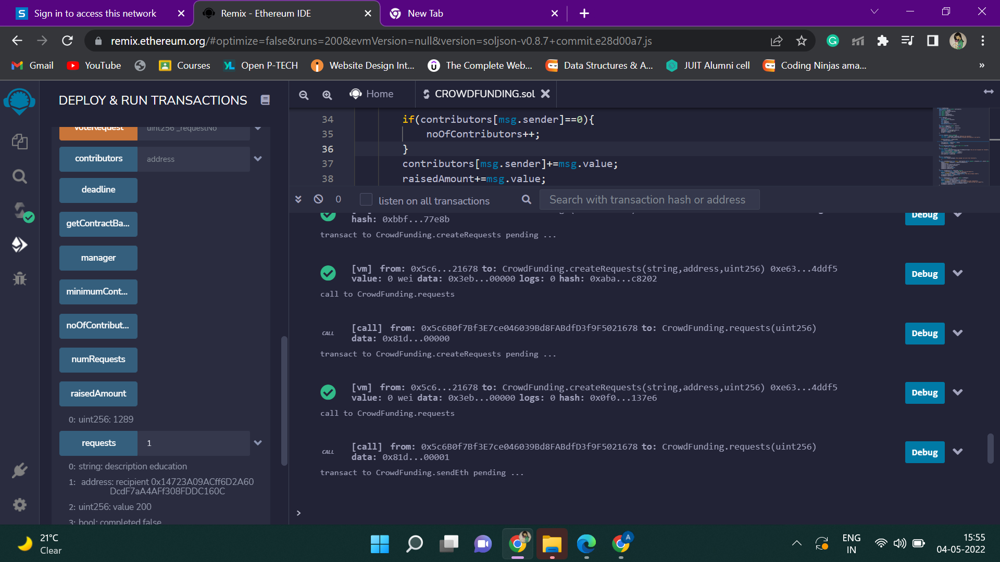 Sign in to access this network
Remix - Ethereum IDE
New Tab
remix.ethereum.org/#optimize=false&runs=200&evmVersion=null&version=soljson-v0.8.7+commit.e28d00a7.js
Gmail
YouTube
Courses
YL Open P-TECH
Website Design Int...
The Complete Web...
Data Structures & A...
JUIT Alumni cell
Coding Ninjas ama...
»
DEPLOY & RUN TRANSACTIONS
Home
CROWDFUNDING.sol
voteRequest uint256 _requestNo
contributors address
deadline
getContractBa...
manager
minimumCont...
noOfContribut...
numRequests
raisedAmount
0: uint256: 1289
requests 1
0: string: description education
1: address: recipient 0x14723A09ACff6D2A60
DcdF7aA4AFf308FDDC160C
2: uint256: value 200
3: bool: completed false
34 if(contributors[msg.sender]==0){
35 noOfContributors++;
36 }
37 contributors[msg.sender]+=msg.value;
38 raisedAmount+=msg.value;
0 listen on all transactions Search with transaction hash or address
hash: 0xbbf...77e8b Debug
transact to CrowdFunding.createRequests pending ...
[vm] from: 0x5c6...21678 to: CrowdFunding.createRequests(string,address,uint256) 0xe63...4ddf5
value: 0 wei data: 0x3eb...00000 logs: 0 hash: 0xaba...c8202
Debug
call to CrowdFunding.requests
CALL [call] from: 0x5c6B0f7Bf3E7ce046039Bd8FABdfD3f9F5021678 to: CrowdFunding.requests(uint256)
data: 0x81d...00000
Debug
transact to CrowdFunding.createRequests pending ...
[vm] from: 0x5c6...21678 to: CrowdFunding.createRequests(string,address,uint256) 0xe63...4ddf5
value: 0 wei data: 0x3eb...00000 logs: 0 hash: 0x0f0...137e6
Debug
call to CrowdFunding.requests
CALL [call] from: 0x5c6B0f7Bf3E7ce046039Bd8FABdfD3f9F5021678 to: CrowdFunding.requests(uint256)
data: 0x81d...00001
Debug
transact to CrowdFunding.sendEth pending ...
>
21°C
Clear
ENG
IN
15:55
04-05-2022